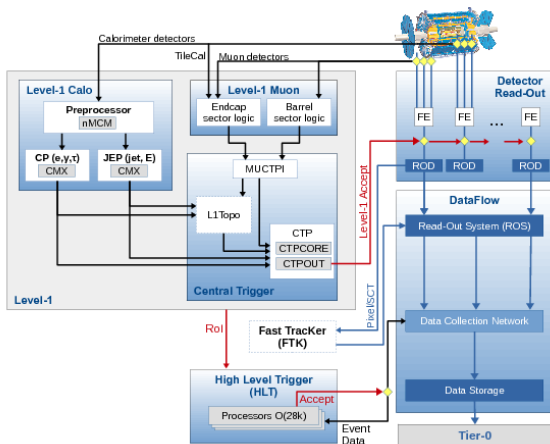 Calorimeter detectors
TileCal
Muon detectors
Level-1 Calo
Preprocessor
nMCM
CP (e,γ,τ)
CMX
JEP (jet, E)
CMX
Level-1 Muon
Endcap
sector logic
Barrel
sector logic
MUCTPI
L1Topo
CTP
CTPCORE
CTPOUT
Central Trigger
Level-1
Level-1 Accept
Detector
Read-Out
FE
FE
...
FE
ROD
ROD
ROD
DataFlow
Read-Out System (ROS)
Data Collection Network
Data Storage
Tier-0
Pixel/SCT
RoI
Fast TracKer
(FTK)
High Level Trigger
(HLT)
Accept
Processors O(28k)
Event
Data